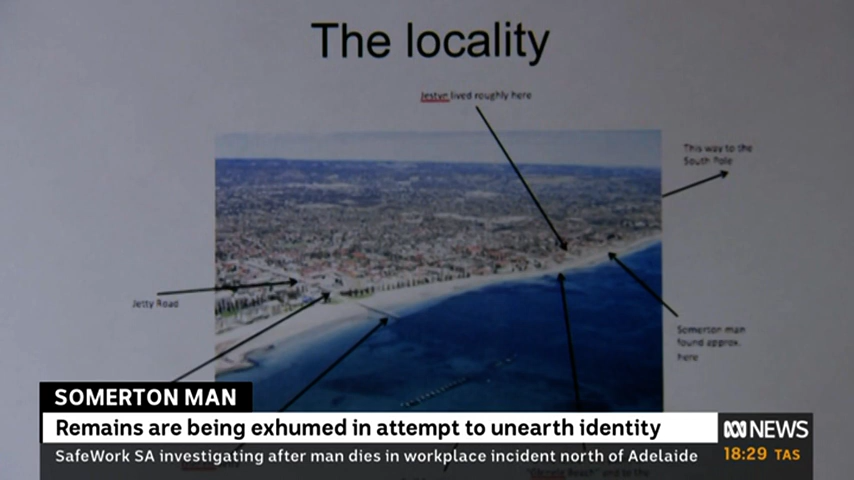 The locality
Jestyn lived roughly here
This way to the
South Pole
Jetty Road
Somerton man
found approx.
here
SOMERTON MAN
Remains are being exhumed in attempt to unearth identity
ABC NEWS
SafeWork SA investigating after man dies in workplace incident north of Adelaide
18:29 TAS